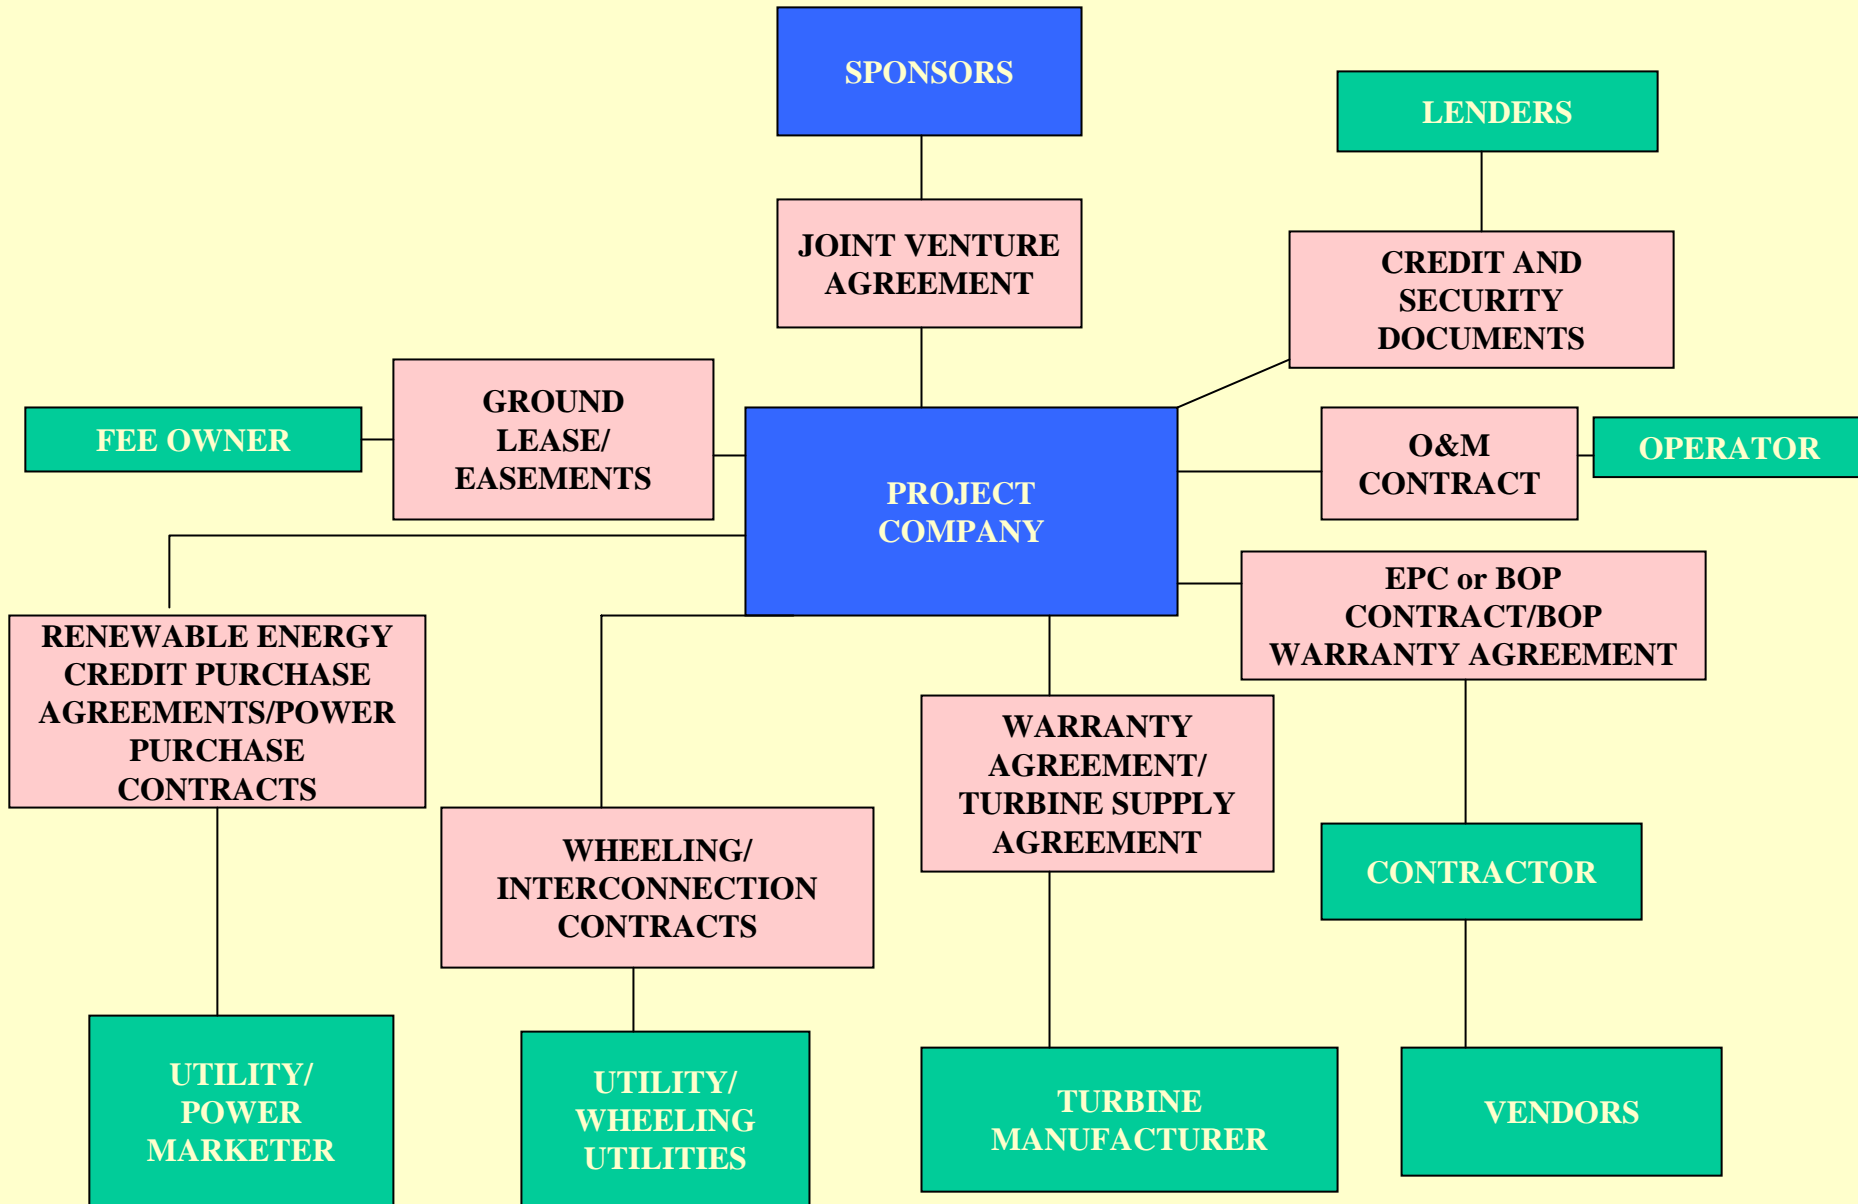 SPONSORS
LENDERS
JOINT VENTURE
AGREEMENT
CREDIT AND
SECURITY
DOCUMENTS
FEE OWNER
GROUND
LEASE/
EASEMENTS
PROJECT
COMPANY
O&M
CONTRACT
OPERATOR
EPC or BOP
CONTRACT/BOP
WARRANTY AGREEMENT
RENEWABLE ENERGY
CREDIT PURCHASE
AGREEMENTS/POWER
PURCHASE
CONTRACTS
WHEELING/
INTERCONNECTION
CONTRACTS
WARRANTY
AGREEMENT/
TURBINE SUPPLY
AGREEMENT
CONTRACTOR
UTILITY/
POWER
MARKETER
UTILITY/
WHEELING
UTILITIES
TURBINE
MANUFACTURER
VENDORS